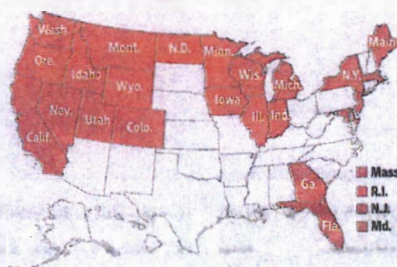 Wash.
Mont.
N.D.
Minn.
Maine
Ore.
Idaho
Wyo.
Wis.
Mich.
N.Y.
Iowa
Nev.
Utah
Colo.
Ill.
Ind.
Calif.
Mass
R.I.
Ga.
N.J.
Md.
Fla.